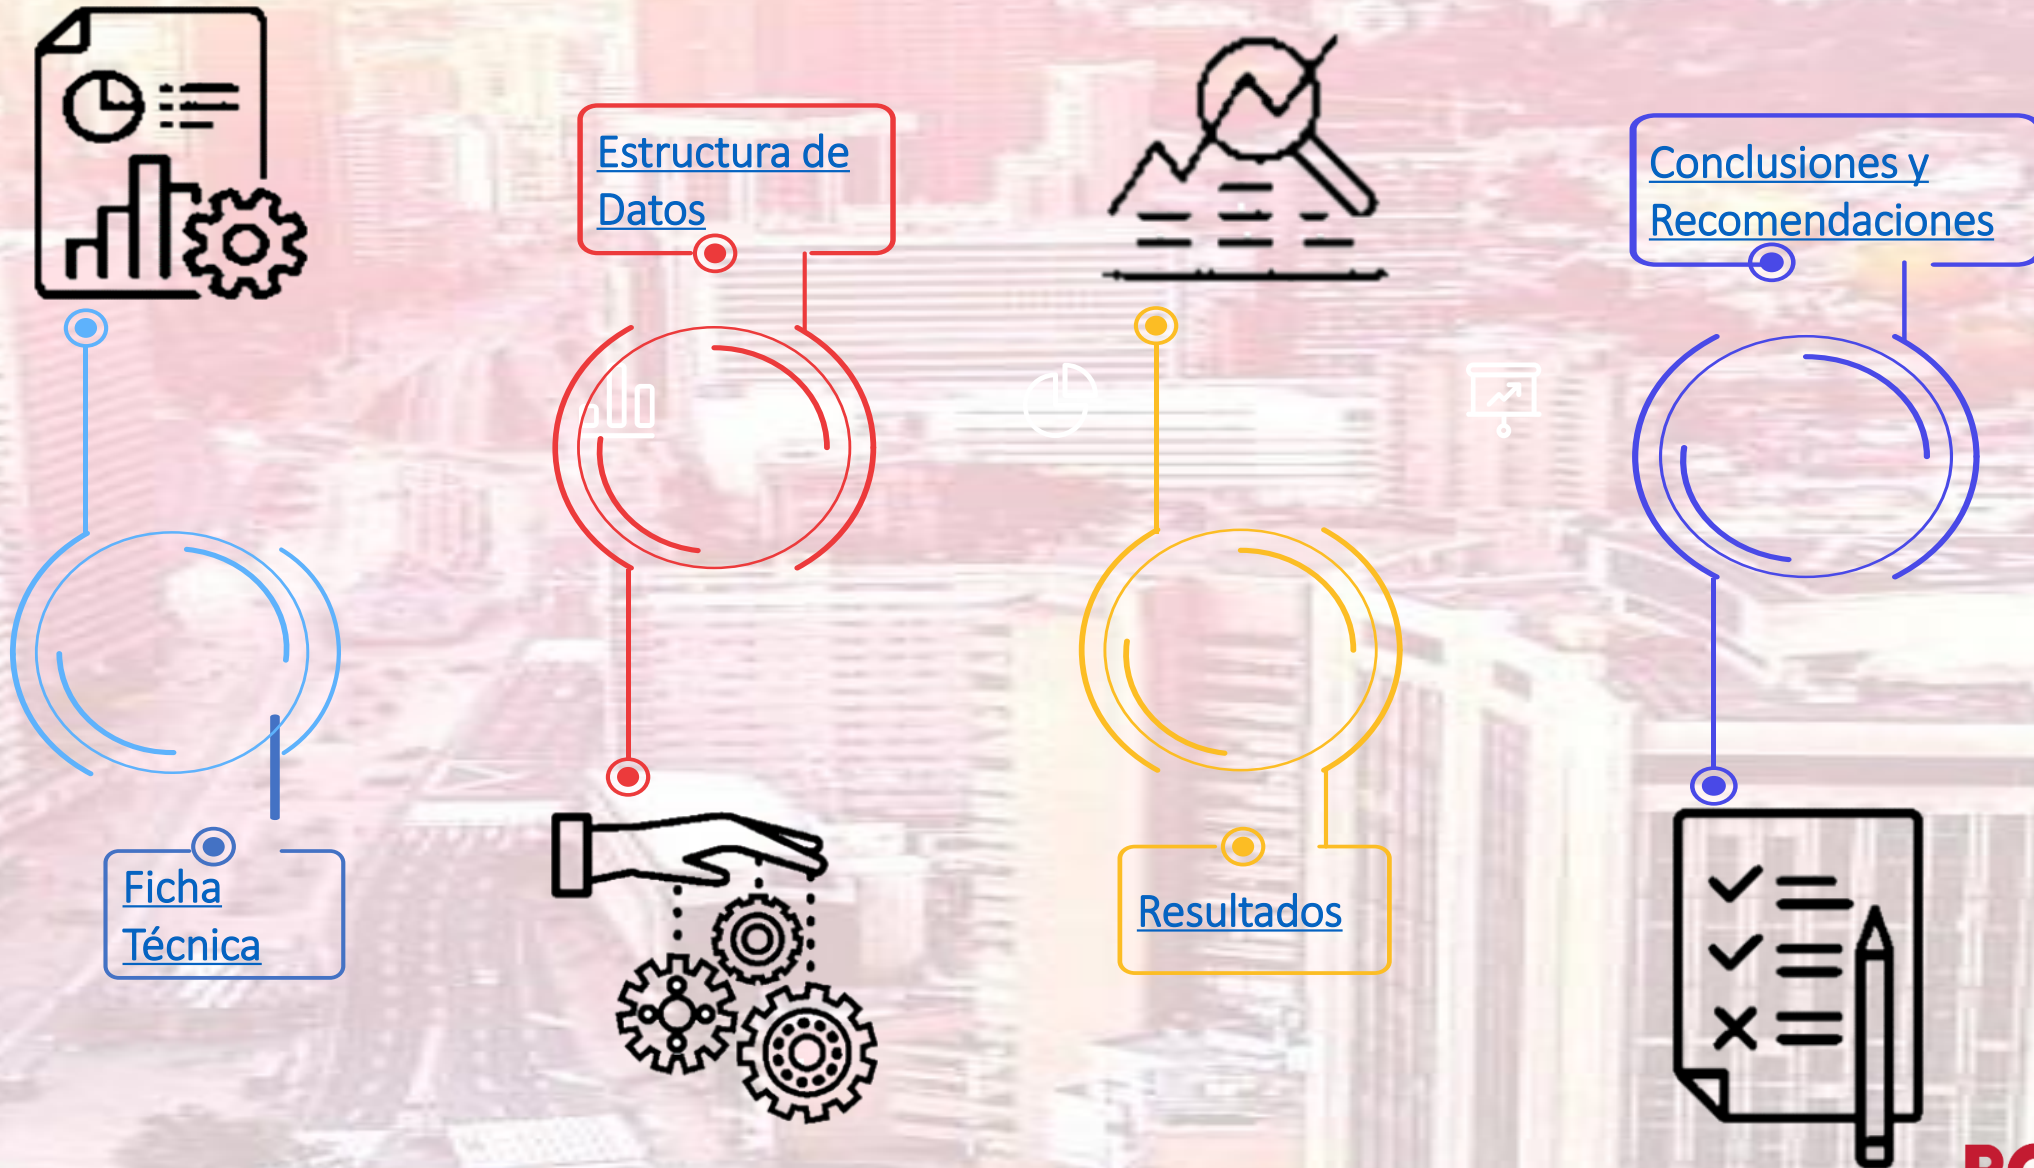 Estructura de
Datos
Conclusiones y
Recomendaciones
Ficha
Técnica
Resultados